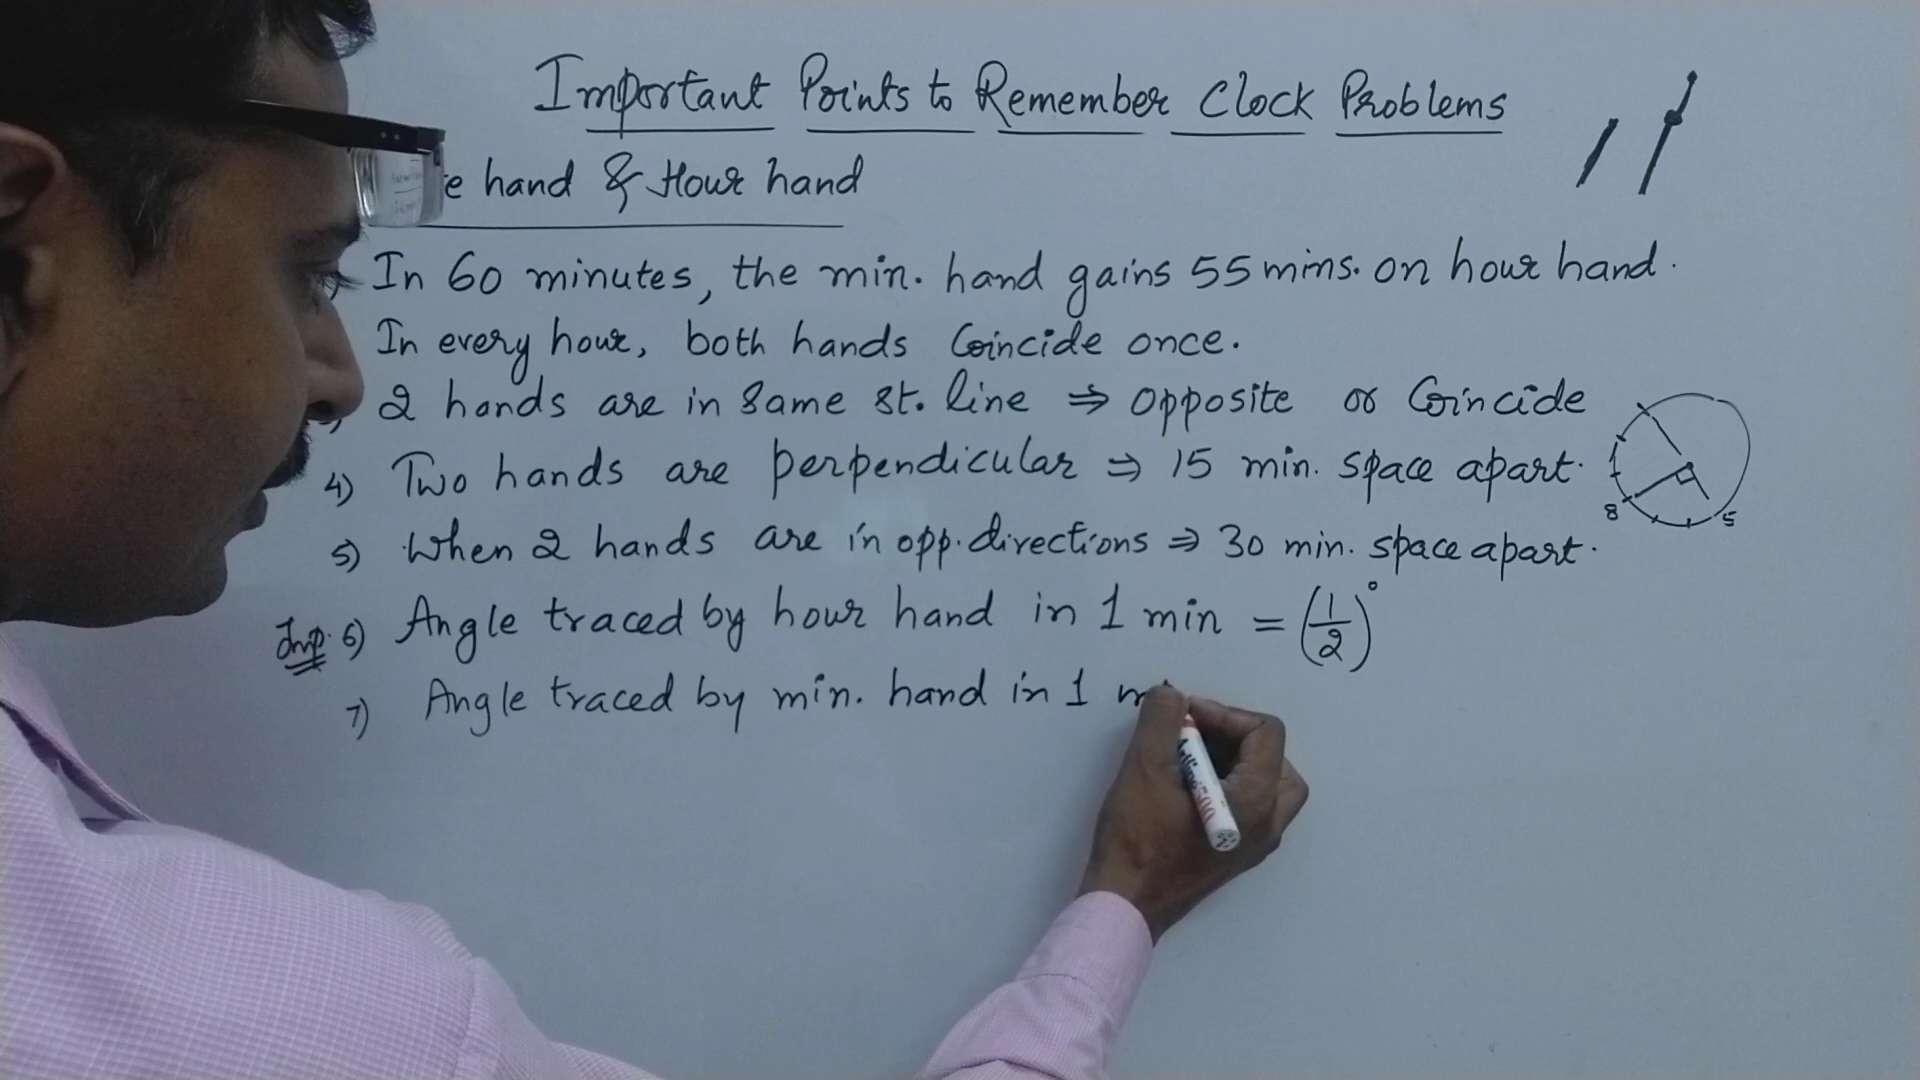 Important Points to Remember Clock Problems
e hand & Hour hand
In 60 minutes, the min. hand gains 55 mins. on hour hand.
In every hour, both hands Coincide once.
2 hands are in Same St. line ⇒ opposite or Coincide
4) Two hands are perpendicular ⇒ 15 min. space apart.
8 5
5) When 2 hands are in opp. directions ⇒ 30 min. space apart.
Imp. 6) Angle traced by hour hand in 1 min = (1/2)°
7) Angle traced by min. hand in 1 m
Artline 500